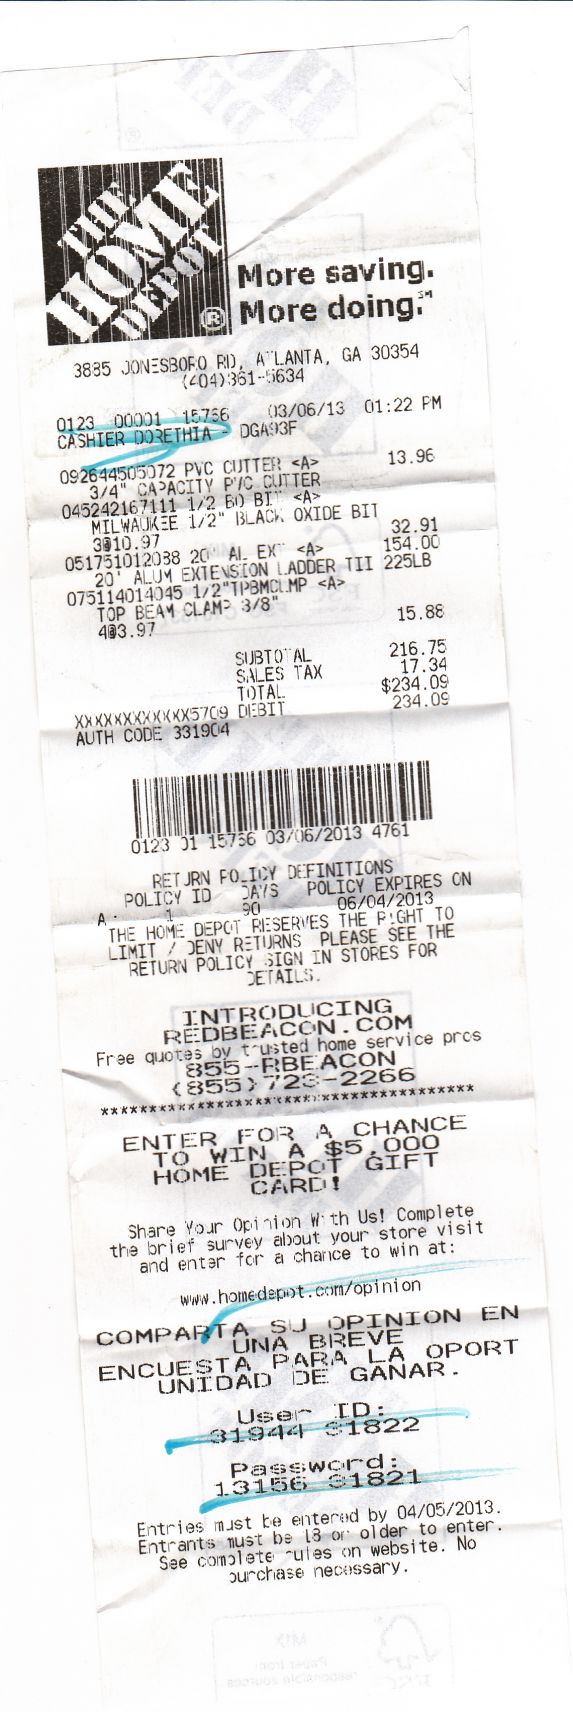 THE
HOME
DEPOT
®
More saving.
More doing.℠
3885 JONESBORO RD, ATLANTA, GA 30354
(404)361-5634
0123 00001 15756 03/06/13 01:22 PM
CASHIER DORETHIA DGA93F
092644505072 PVC CUTTER <A> 13.96
3/4" CAPACITY PVC CUTTER
045242167111 1/2 BO BIT <A>
MILWAUKEE 1/2" BLACK OXIDE BIT
3@10.97 32.91
051751012038 20' AL EXT <A> 154.00
20' ALUM EXTENSION LADDER TII 225LB
075114014045 1/2"TPBMCLMP <A>
TOP BEAM CLAMP 3/8"
4@3.97 15.88
SUBTOTAL 216.75
SALES TAX 17.34
TOTAL $234.09
XXXXXXXXXXXX5709 DEBIT 234.09
AUTH CODE 331904
0123 01 15756 03/06/2013 4761
RETURN POLICY DEFINITIONS
POLICY ID DAYS POLICY EXPIRES ON
A 1 90 06/04/2013
THE HOME DEPOT RESERVES THE RIGHT TO
LIMIT / DENY RETURNS PLEASE SEE THE
RETURN POLICY SIGN IN STORES FOR
DETAILS.
INTRODUCING
REDBEACON.COM
Free quotes by trusted home service pros
855-RBEACON
(855)723-2266
*******************************************
ENTER FOR A CHANCE
TO WIN A $5,000
HOME DEPOT GIFT
CARD!
Share Your Opinion With Us! Complete
the brief survey about your store visit
and enter for a chance to win at:
www.homedepot.com/opinion
COMPARTA SU OPINION EN
UNA BREVE
ENCUESTA PARA LA OPORT
UNIDAD DE GANAR.
User ID:
31944 31822
Password:
13156 31821
Entries must be entered by 04/05/2013.
Entrants must be 18 or older to enter.
See complete rules on website. No
purchase necessary.